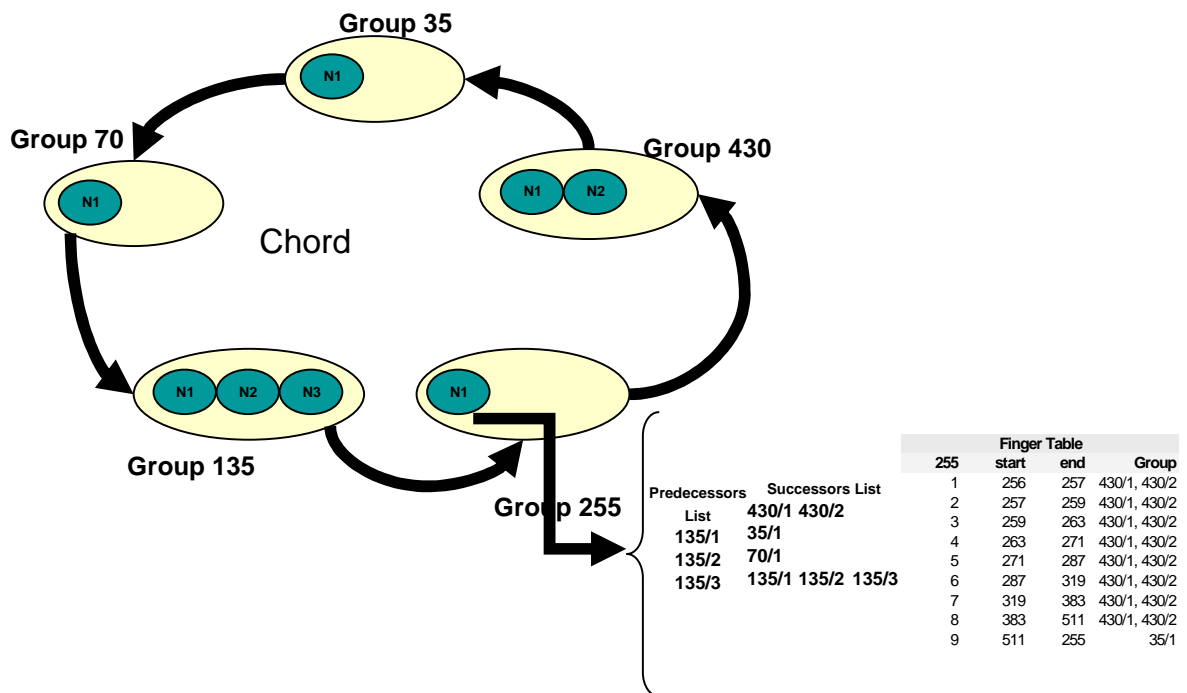 Group 35
N1
Group 70
N1
Group 430
N1 N2
Chord
N1 N2 N3
Group 135
N1
Group 255
Predecessors List
135/1
135/2
135/3
Successors List
430/1 430/2
35/1
70/1
135/1 135/2 135/3
Finger Table
255 start end Group
1 256 257 430/1, 430/2
2 257 259 430/1, 430/2
3 259 263 430/1, 430/2
4 263 271 430/1, 430/2
5 271 287 430/1, 430/2
6 287 319 430/1, 430/2
7 319 383 430/1, 430/2
8 383 511 430/1, 430/2
9 511 255 35/1